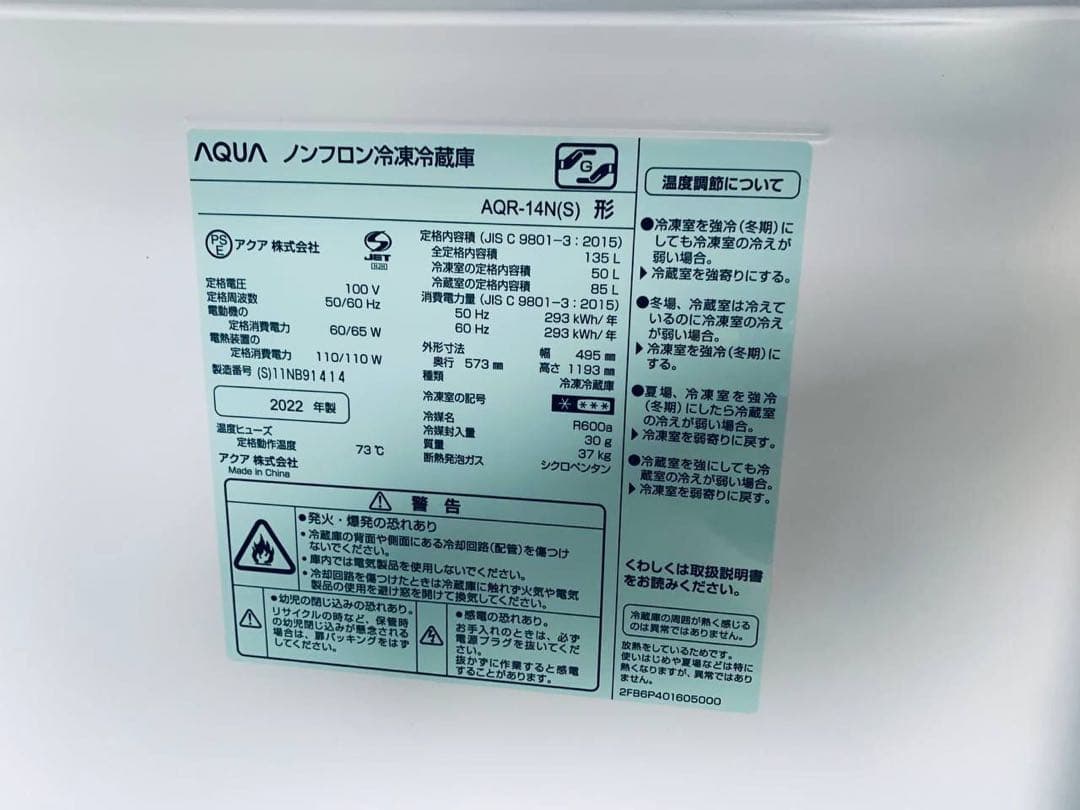 AQUA ノンフロン冷凍冷蔵庫
G
AQR-14N(S) 形
PS
E
アクア 株式会社
JET
定格電圧 100 V
定格周波数 50/60 Hz
電動機の
定格消費電力 60/65 W
電熱装置の
定格消費電力 110/110 W
製造番号 (S)11NB91414
2022 年製
温度ヒューズ
定格動作温度 73 ℃
アクア 株式会社
Made in China
定格内容積 (JIS C 9801-3 : 2015)
全定格内容積 135 L
冷凍室の定格内容積 50 L
冷蔵室の定格内容積 85 L
消費電力量 (JIS C 9801-3 : 2015)
50 Hz 293 kWh/年
60 Hz 293 kWh/年
外形寸法 幅 495 ㎜
奥行 573 ㎜ 高さ 1193 ㎜
種類 冷凍冷蔵庫
冷凍室の記号 * ***
冷媒名 R600a
冷媒封入量 30 g
質量 37 kg
断熱発泡ガス シクロペンタン
⚠ 警告
●発火・爆発の恐れあり
・冷蔵庫の背面や側面にある冷却回路(配管)を傷つけ
ないでください。
・庫内では電気製品を使用しないでください。
・冷却回路を傷つけたときは冷蔵庫に触れず火気や電気
製品の使用を避け窓を開けて換気してください。
●幼児の閉じ込みの恐れあり。
リサイクルの時など、保管時
の幼児閉じ込みが懸念される
場合は、扉パッキングをはず
してください。
●感電の恐れあり。
お手入れのときは、必ず
電源プラグを抜いてくだ
さい。
抜かずに作業すると感電
することがあります。
温度調節について
●冷凍室を強冷(冬期)に
しても冷凍室の冷えが
弱い場合。
▶冷蔵室を強寄りにする。
●冬場、冷蔵室は冷えて
いるのに冷凍室の冷え
が弱い場合。
▶冷凍室を強冷(冬期)に
する。
●夏場、冷凍室を強冷
(冬期)にしたら冷蔵室
の冷えが弱い場合。
▶冷凍室を弱寄りに戻す。
●冷蔵室を強にしても冷
蔵室の冷えが弱い場合。
▶冷凍室を弱寄りに戻す。
くわしくは取扱説明書
をお読みください。
冷蔵庫の周囲が熱く感じる
のは異常ではありません。
放熱をしているためです。
使いはじめや夏場などは特に
熱くなりますが、異常ではあり
ません。
2FB6P401605000